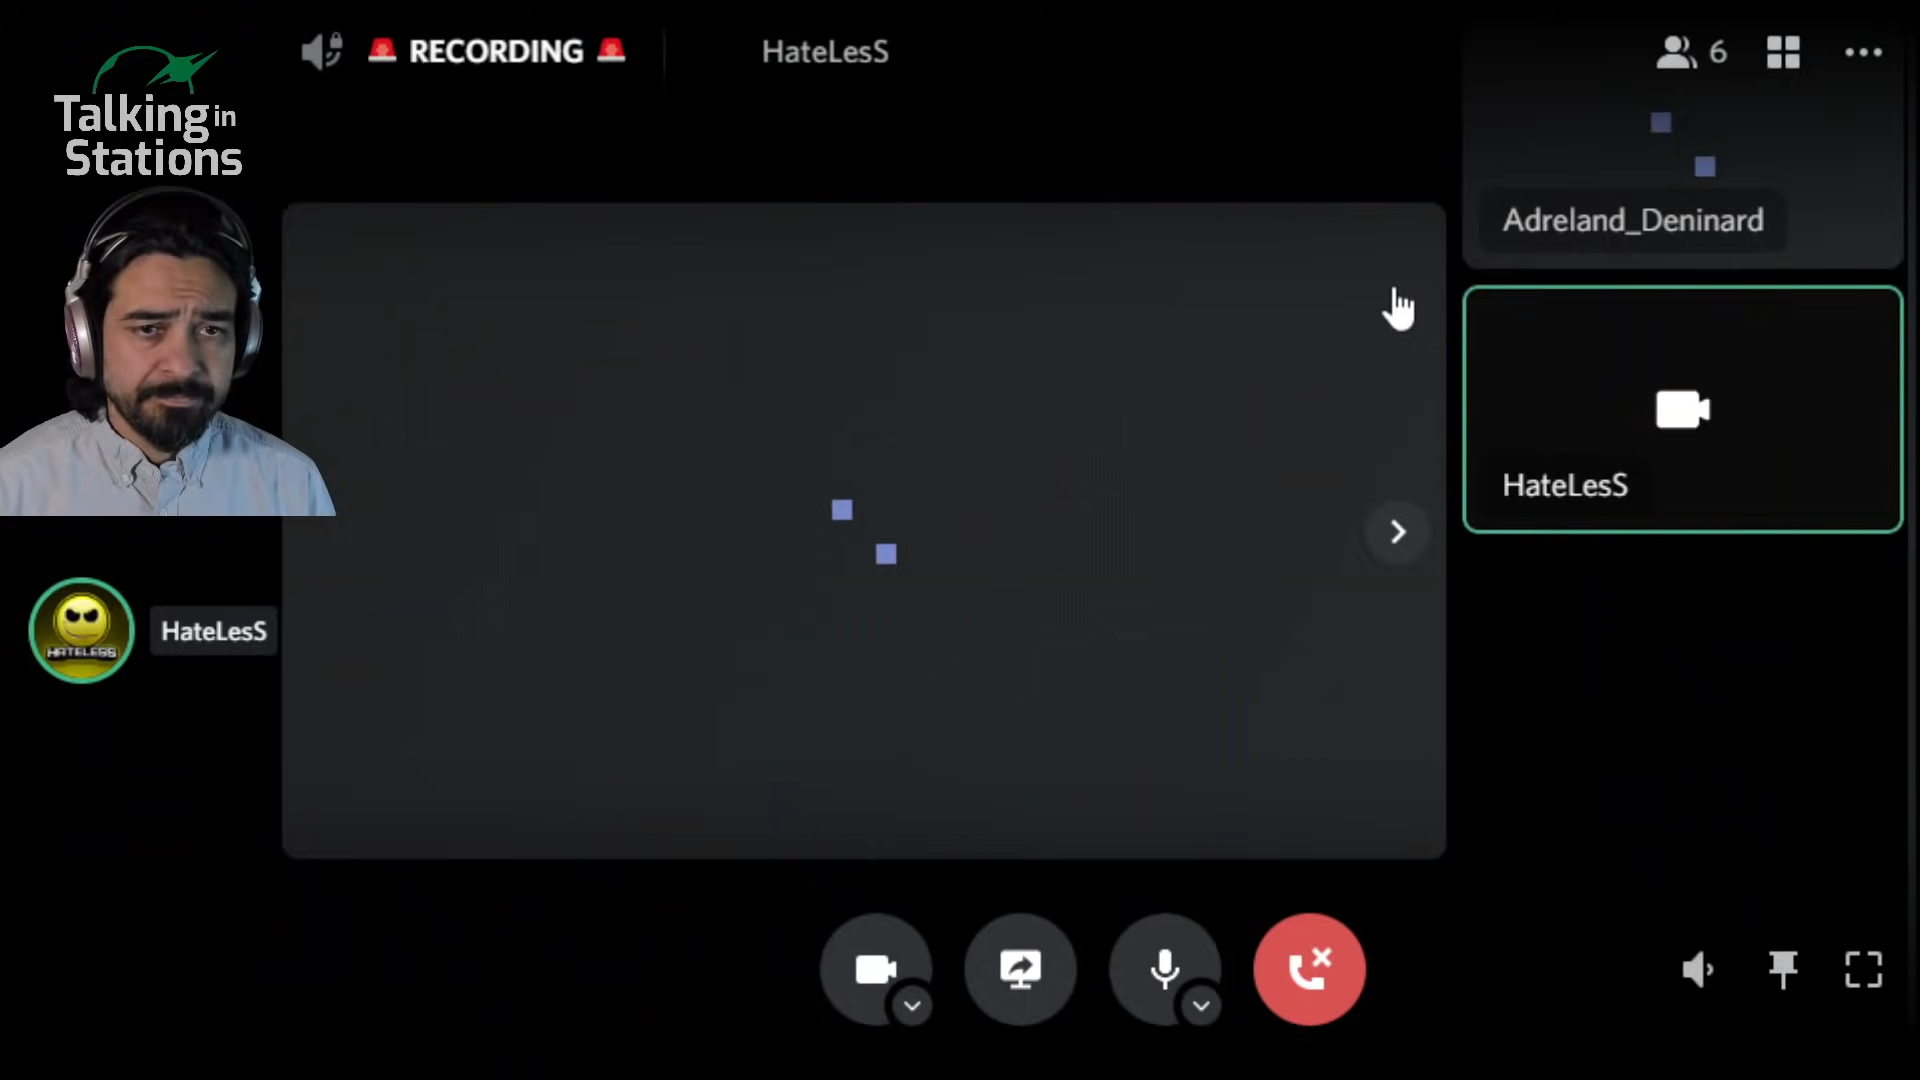 Talking in
Stations
RECORDING
HateLesS
6
Adreland_Deninard
HateLesS
HATELESS
HateLesS